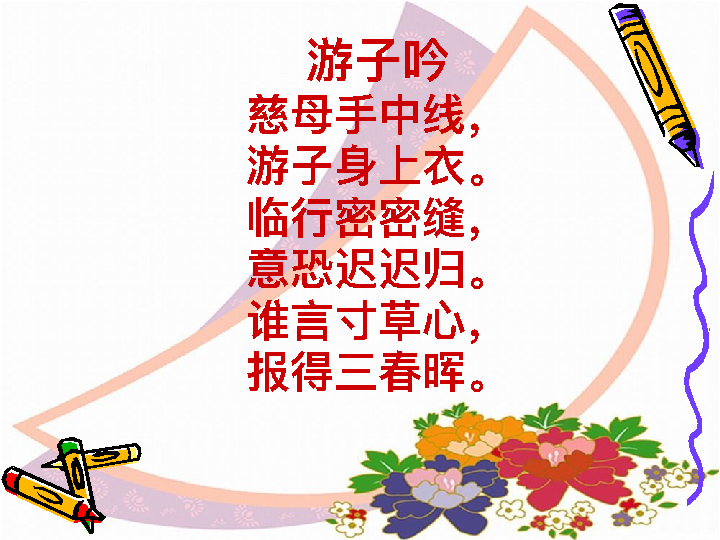 游子吟
慈母手中线，
游子身上衣。
临行密密缝，
意恐迟迟归。
谁言寸草心，
报得三春晖。